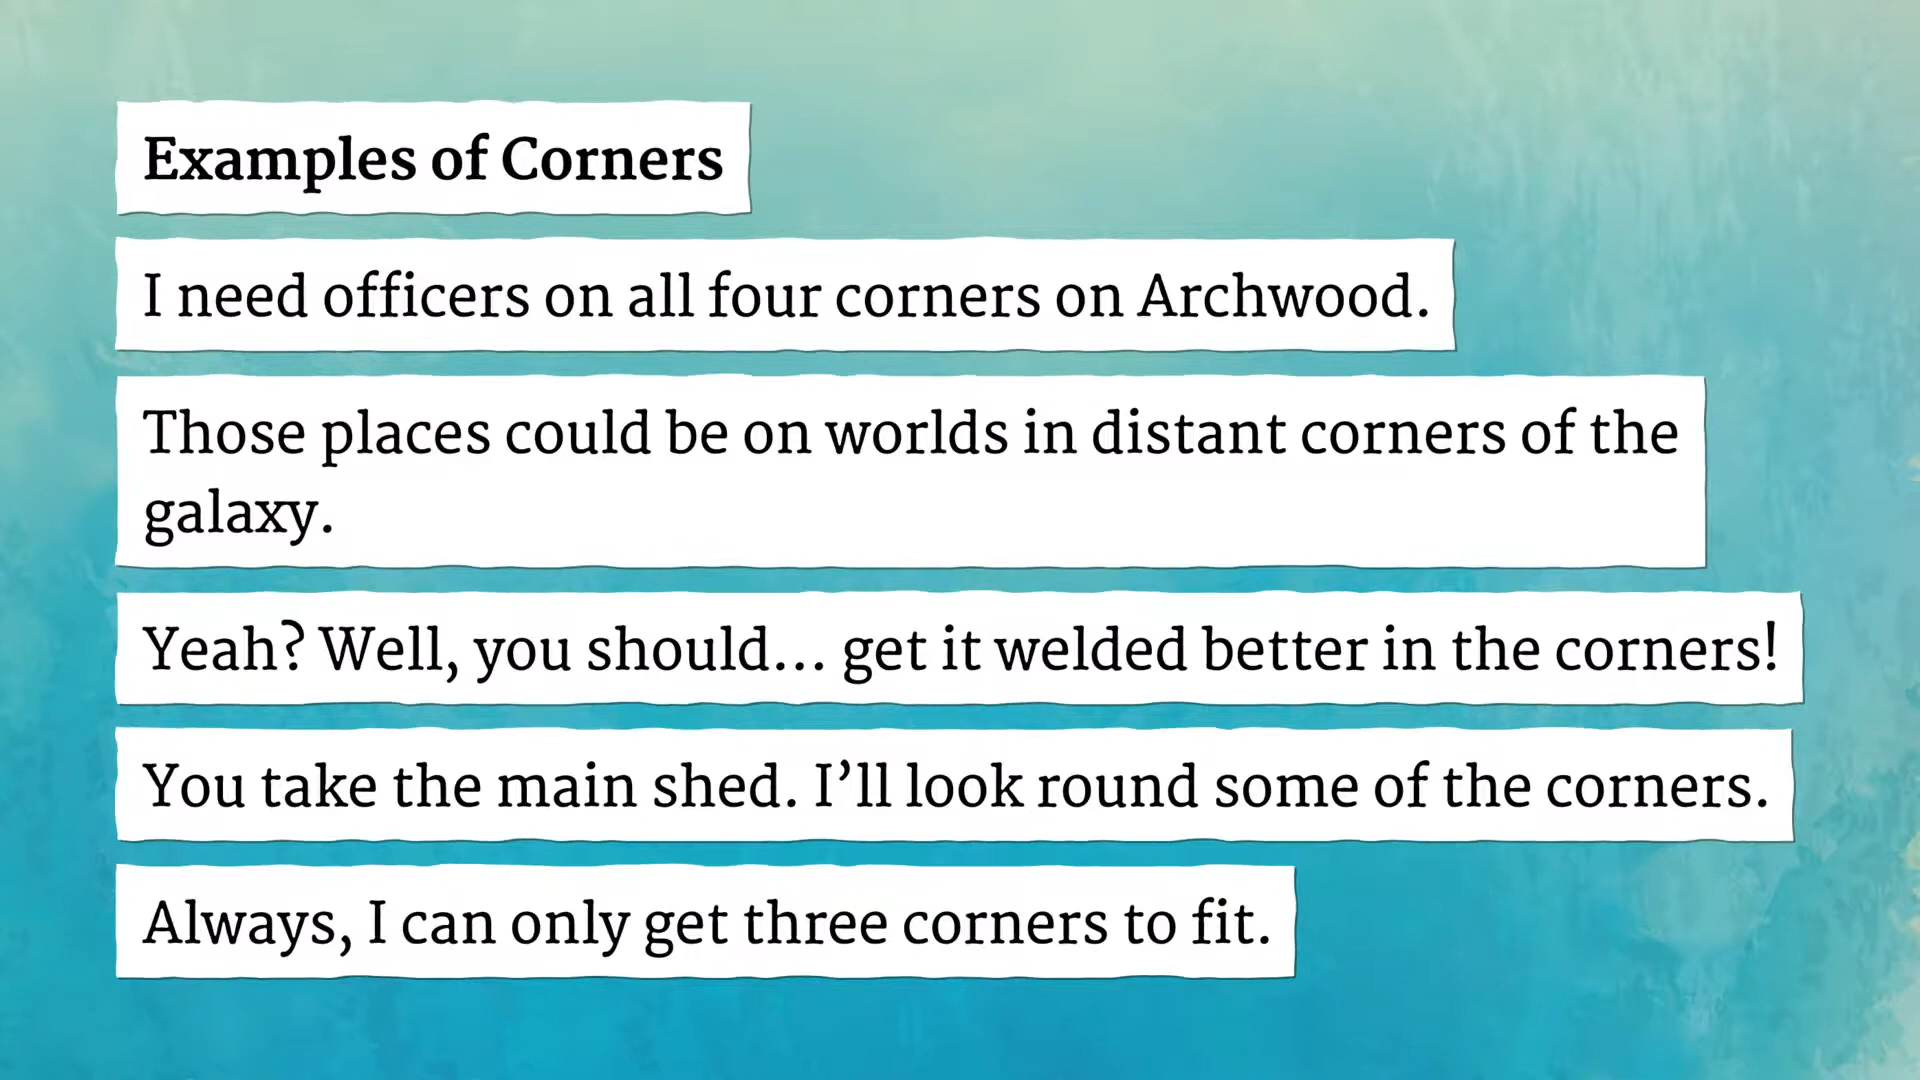 Examples of Corners
I need officers on all four corners on Archwood.
Those places could be on worlds in distant corners of the
galaxy.
Yeah? Well, you should... get it welded better in the corners!
You take the main shed. I’ll look round some of the corners.
Always, I can only get three corners to fit.